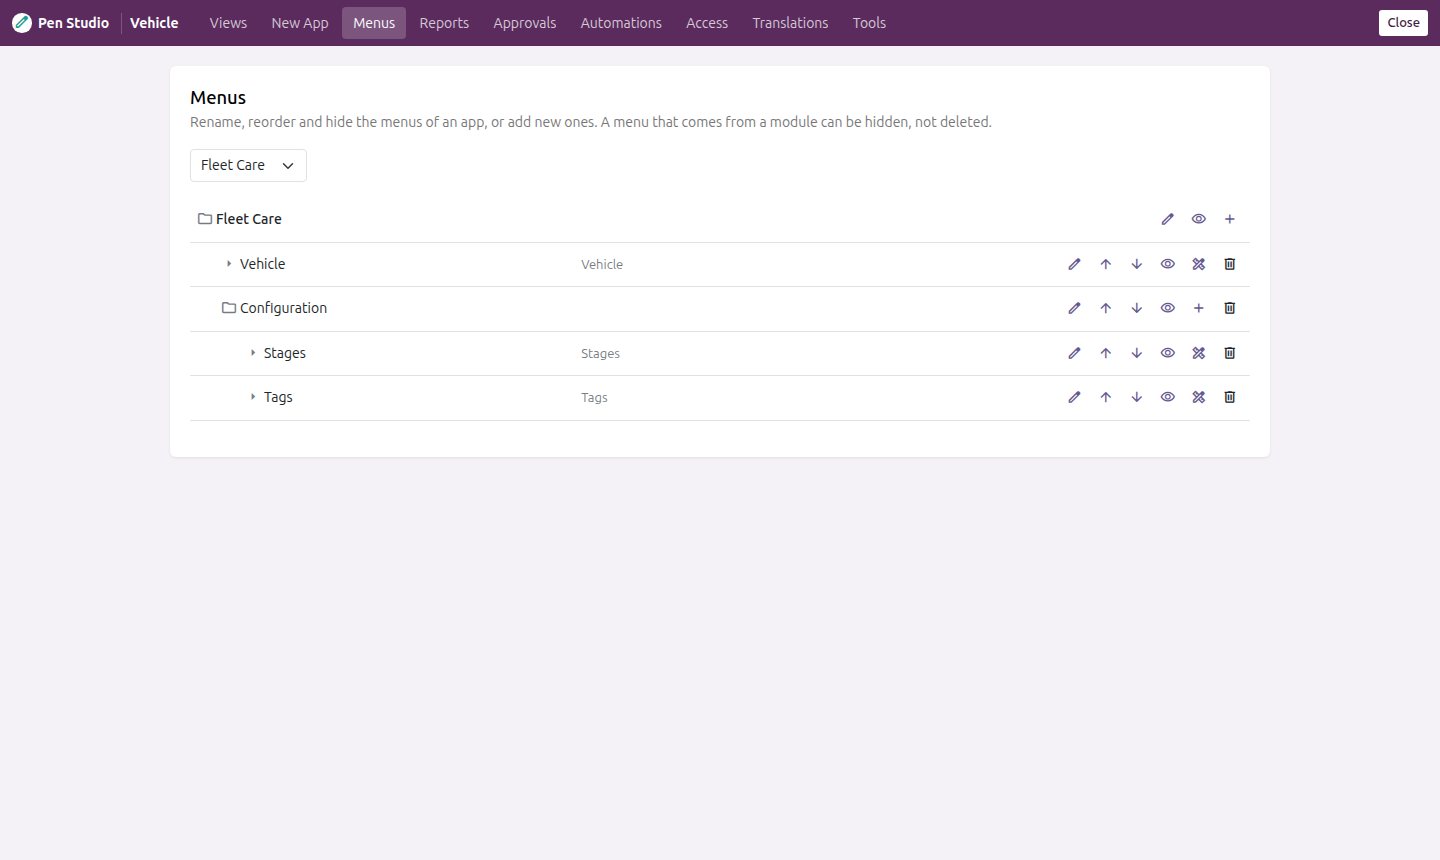 Pen Studio Vehicle Views New App Menus Reports Approvals Automations Access Translations Tools Close
Menus
Rename, reorder and hide the menus of an app, or add new ones. A menu that comes from a module can be hidden, not deleted.
Fleet Care
Fleet Care
Vehicle Vehicle
Configuration
Stages Stages
Tags Tags